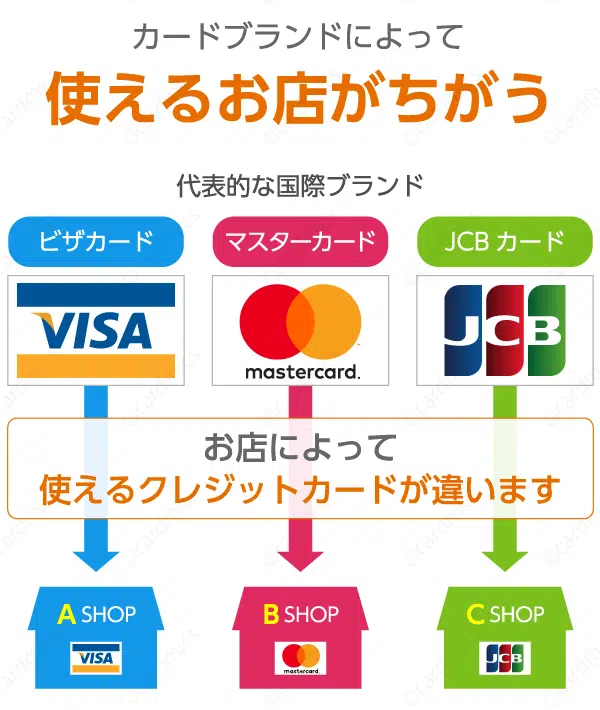 カードブランドによって
使えるお店がちがう
代表的な国際ブランド
ビザカード
マスターカード
JCB カード
VISA
mastercard.
JCB
お店によって
使えるクレジットカードが違います
A SHOP
B SHOP
C SHOP
VISA
mastercard.
JCB
©cardmics